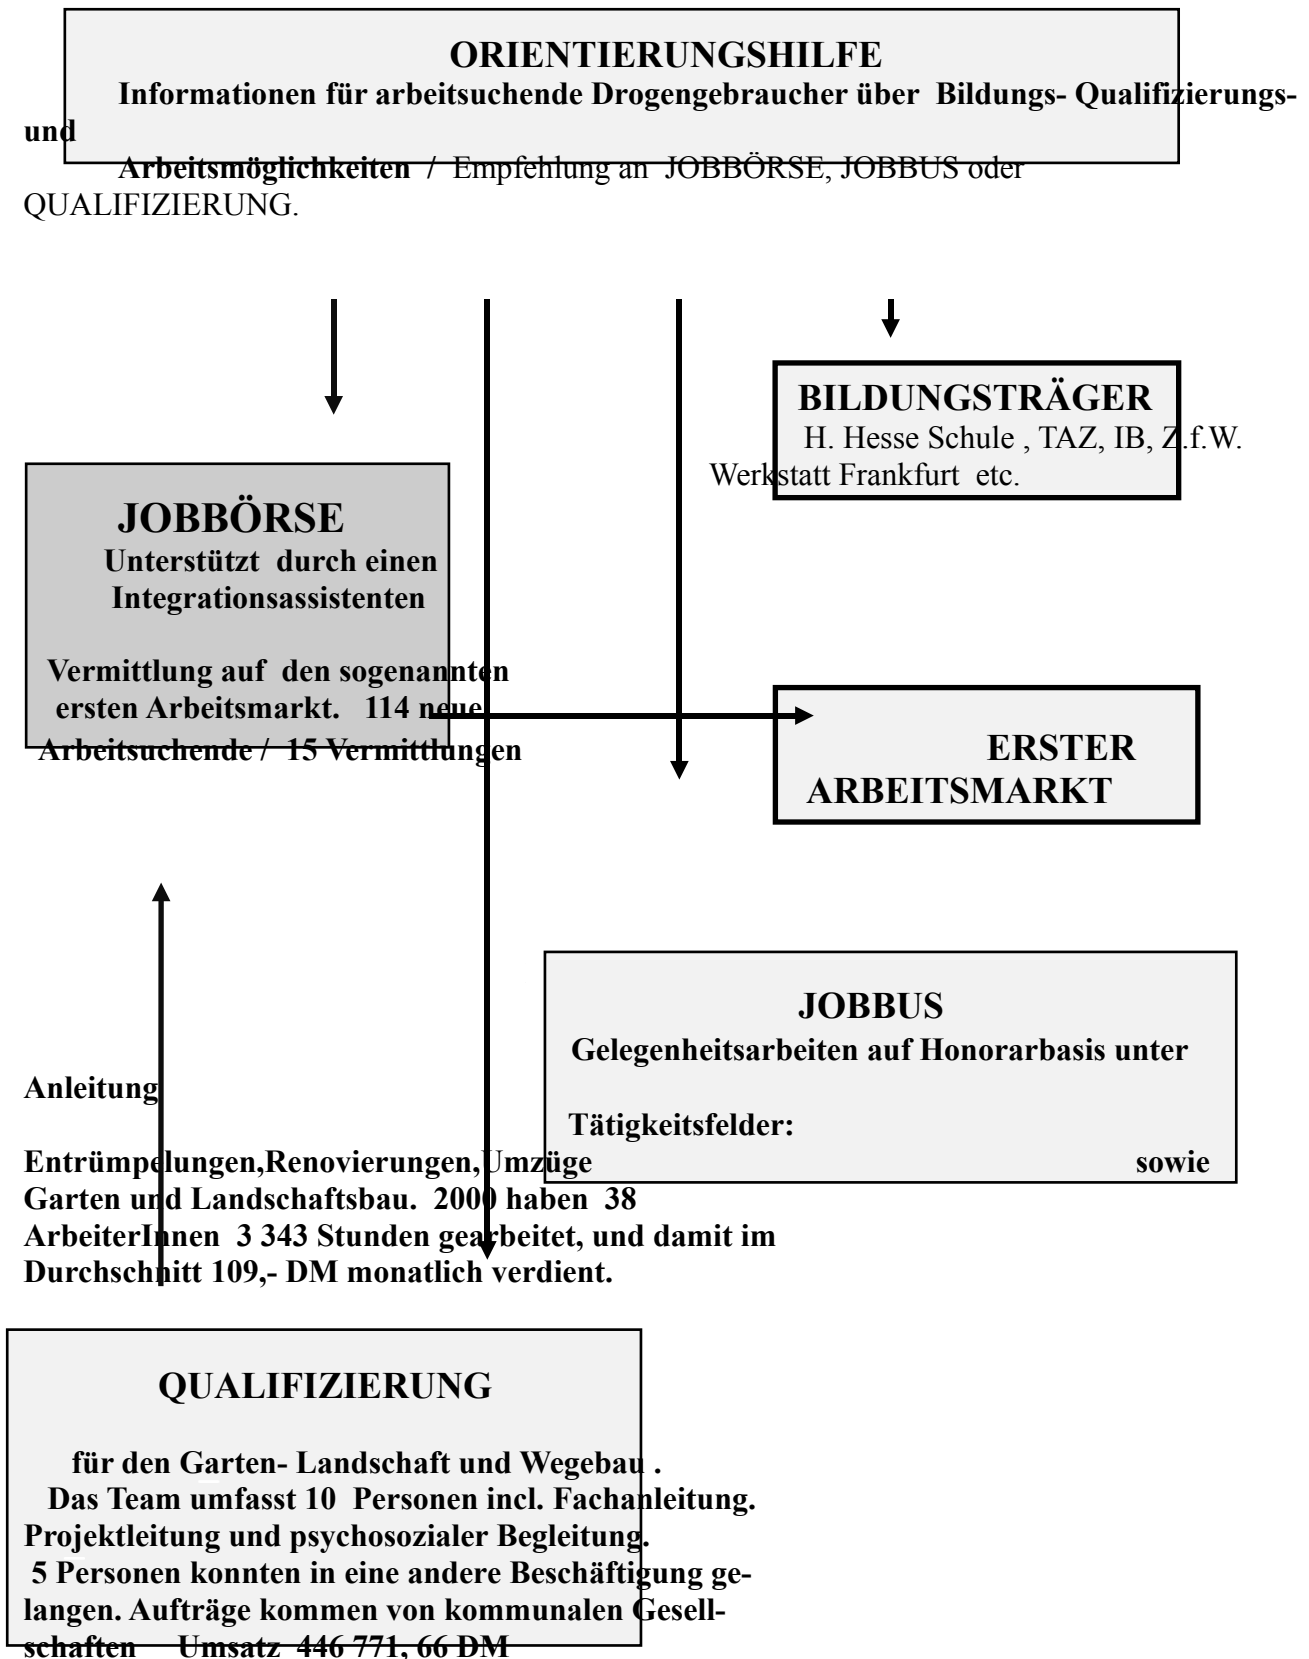 ORIENTIERUNGSHILFE
Informationen für arbeitsuchende Drogengebraucher über Bildungs- Qualifizierungs-
und
Arbeitsmöglichkeiten / Empfehlung an JOBBÖRSE, JOBBUS oder
QUALIFIZIERUNG.
BILDUNGSTRÄGER
H. Hesse Schule , TAZ, IB, Z.f.W.
Werkstatt Frankfurt etc.
JOBBÖRSE
Unterstützt durch einen
Integrationsassistenten
Vermittlung auf den sogenannten
ersten Arbeitsmarkt. 114 neue
Arbeitsuchende / 15 Vermittlungen
ERSTER
ARBEITSMARKT
JOBBUS
Gelegenheitsarbeiten auf Honorarbasis unter
Anleitung
Tätigkeitsfelder:
Entrümpelungen,Renovierungen,Umzüge sowie
Garten und Landschaftsbau. 2000 haben 38
ArbeiterInnen 3 343 Stunden gearbeitet, und damit im
Durchschnitt 109,- DM monatlich verdient.
QUALIFIZIERUNG
für den Garten- Landschaft und Wegebau .
Das Team umfasst 10 Personen incl. Fachanleitung.
Projektleitung und psychosozialer Begleitung.
5 Personen konnten in eine andere Beschäftigung ge-
langen. Aufträge kommen von kommunalen Gesell-
schaften Umsatz 446 771, 66 DM